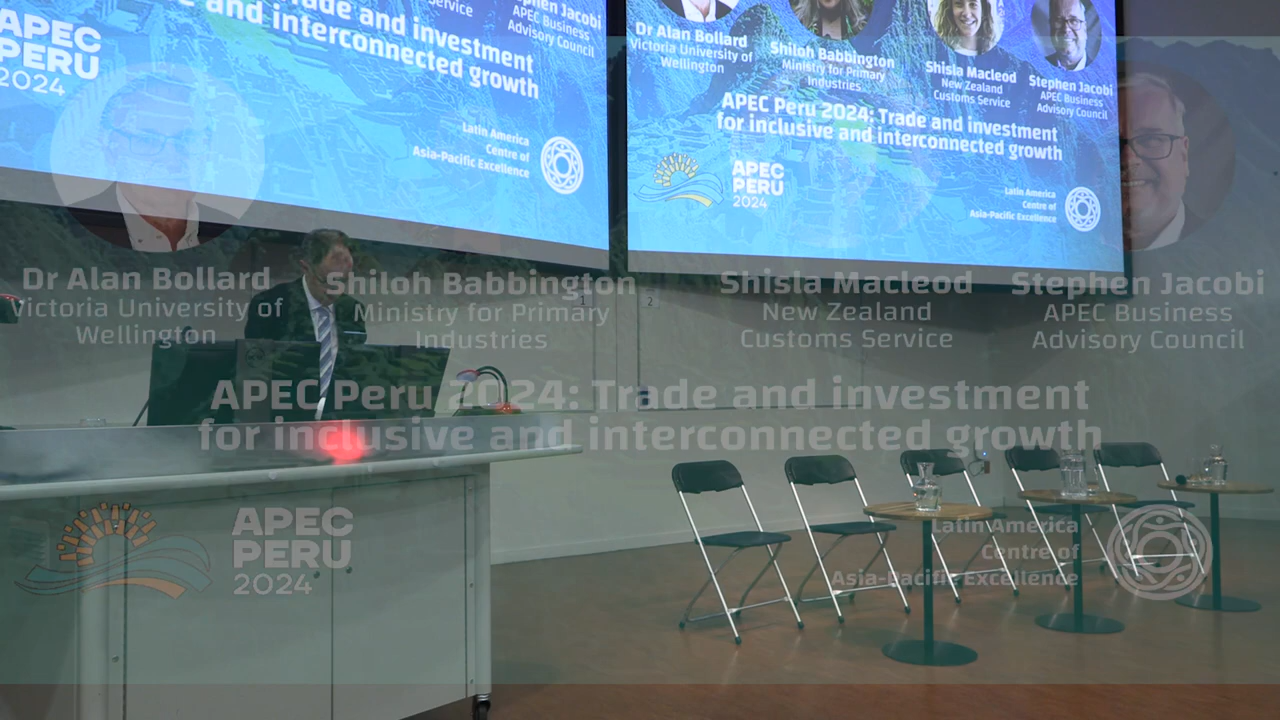 Stephen Jacobi
APEC Business
Advisory Council
Service
Trade and investment
and interconnected growth
APEC
PERU
2024
Latin America
Centre of
Asia-Pacific Excellence
Dr Alan Bollard
Victoria University of
Wellington
Shiloh Babbington
Ministry for Primary
Industries
Shisla Macleod
New Zealand
Customs Service
Stephen Jacobi
APEC Business
Advisory Council
APEC Peru 2024: Trade and investment
for inclusive and interconnected growth
APEC
PERU
2024
Latin America
Centre of
Asia-Pacific Excellence
1
2
Dr Alan Bollard
Victoria University of
Wellington
Shiloh Babbington
Ministry for Primary
Industries
Shisla Macleod
New Zealand
Customs Service
Stephen Jacobi
APEC Business
Advisory Council
APEC Peru 2024: Trade and investment
for inclusive and interconnected growth
APEC
PERU
2024
Latin America
Centre of
Asia-Pacific Excellence